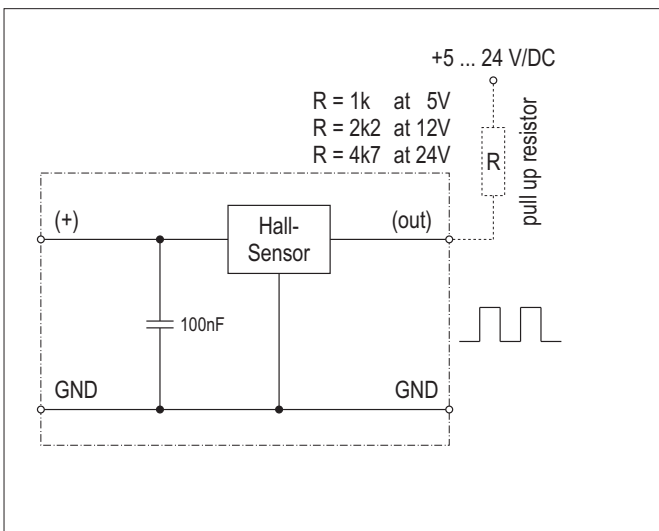 +5 ... 24 V/DC
R = 1k at 5V
R = 2k2 at 12V
R = 4k7 at 24V
R
pull up resistor
(+)
Hall-
Sensor
(out)
100nF
GND
GND